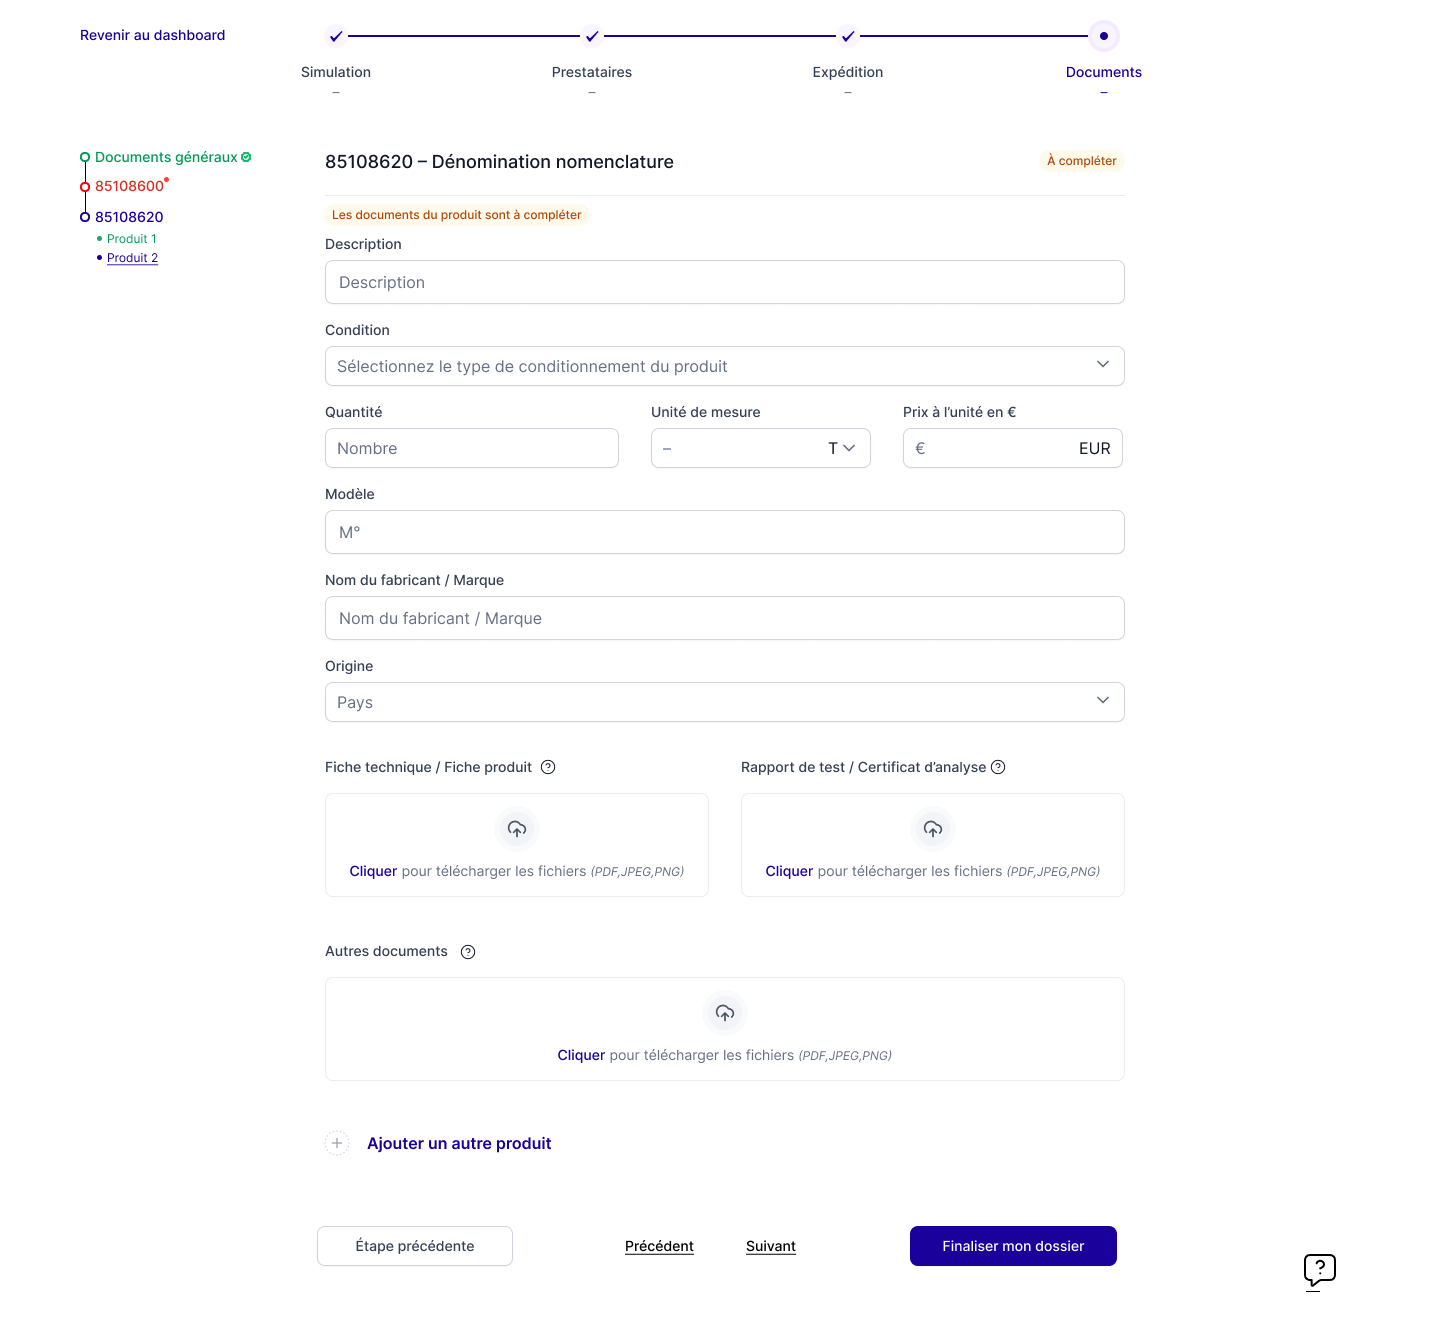 Revenir au dashboard
Simulation
–
Prestataires
–
Expédition
–
Documents
–
Documents généraux
85108600
85108620
Produit 1
Produit 2
85108620 – Dénomination nomenclature
À compléter
Les documents du produit sont à compléter
Description
Description
Condition
Sélectionnez le type de conditionnement du produit
Quantité
Nombre
Unité de mesure
– T
Prix à l’unité en €
€ EUR
Modèle
M°
Nom du fabricant / Marque
Nom du fabricant / Marque
Origine
Pays
Fiche technique / Fiche produit
Cliquer pour télécharger les fichiers (PDF,JPEG,PNG)
Rapport de test / Certificat d’analyse
Cliquer pour télécharger les fichiers (PDF,JPEG,PNG)
Autres documents
Cliquer pour télécharger les fichiers (PDF,JPEG,PNG)
Ajouter un autre produit
Étape précédente
Précédent
Suivant
Finaliser mon dossier